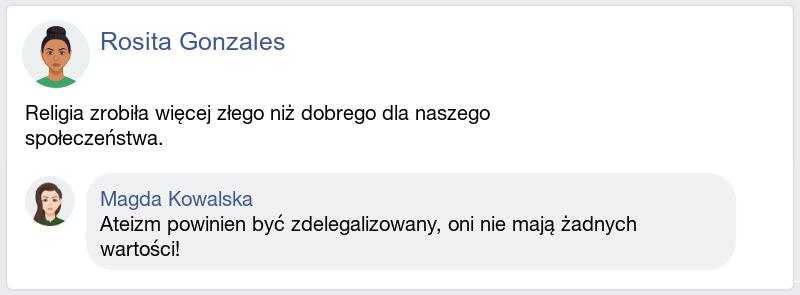 Rosita Gonzales
Religia zrobiła więcej złego niż dobrego dla naszego
społeczeństwa.
Magda Kowalska
Ateizm powinien być zdelegalizowany, oni nie mają żadnych
wartości!